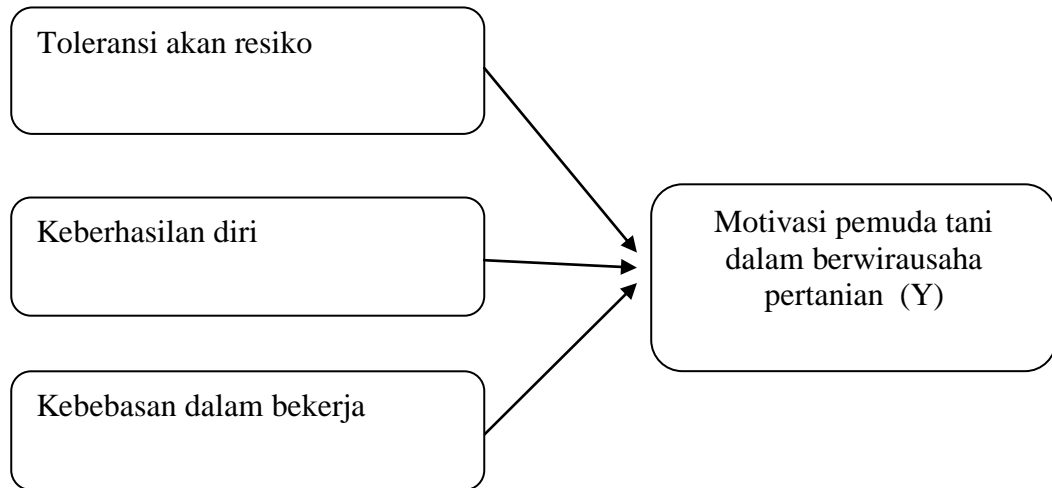 Toleransi akan resiko
Keberhasilan diri
Kebebasan dalam bekerja
Motivasi pemuda tani
dalam berwirausaha
pertanian (Y)